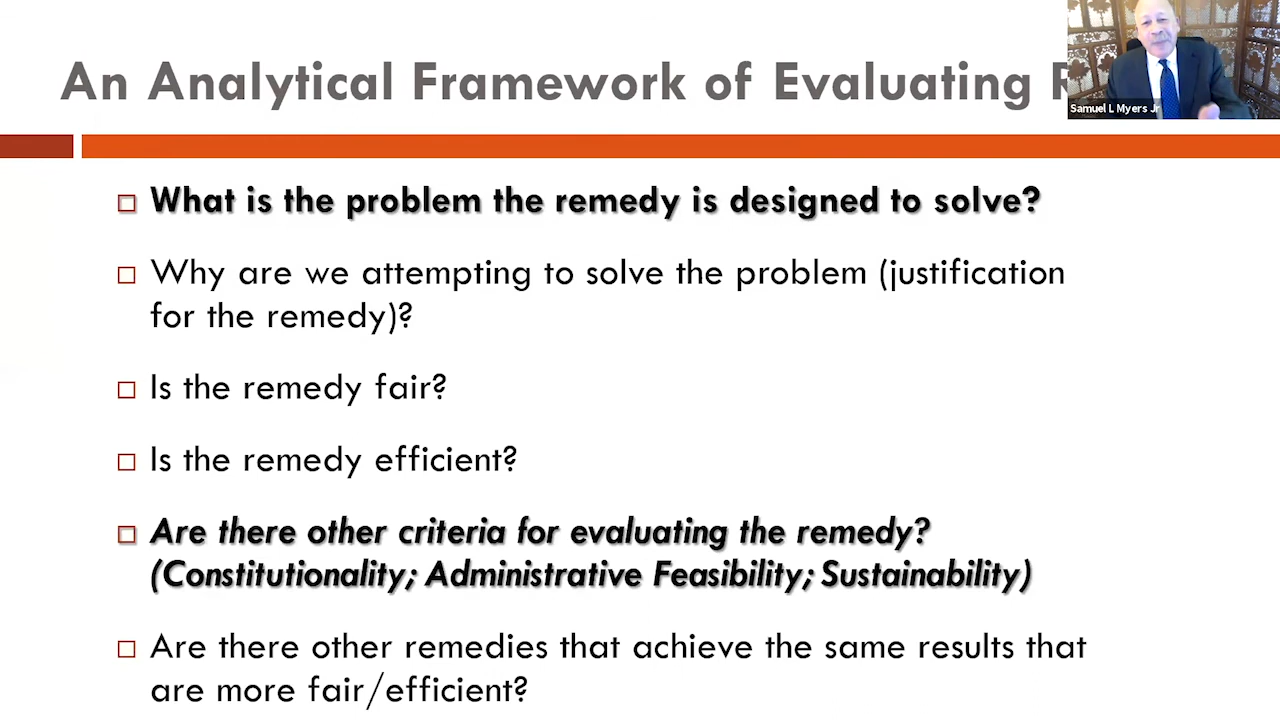 An Analytical Framework of Evaluating
Samuel L Myers Jr
What is the problem the remedy is designed to solve?
Why are we attempting to solve the problem (justification
for the remedy)?
Is the remedy fair?
Is the remedy efficient?
Are there other criteria for evaluating the remedy?
(Constitutionality; Administrative Feasibility; Sustainability)
Are there other remedies that achieve the same results that
are more fair/efficient?